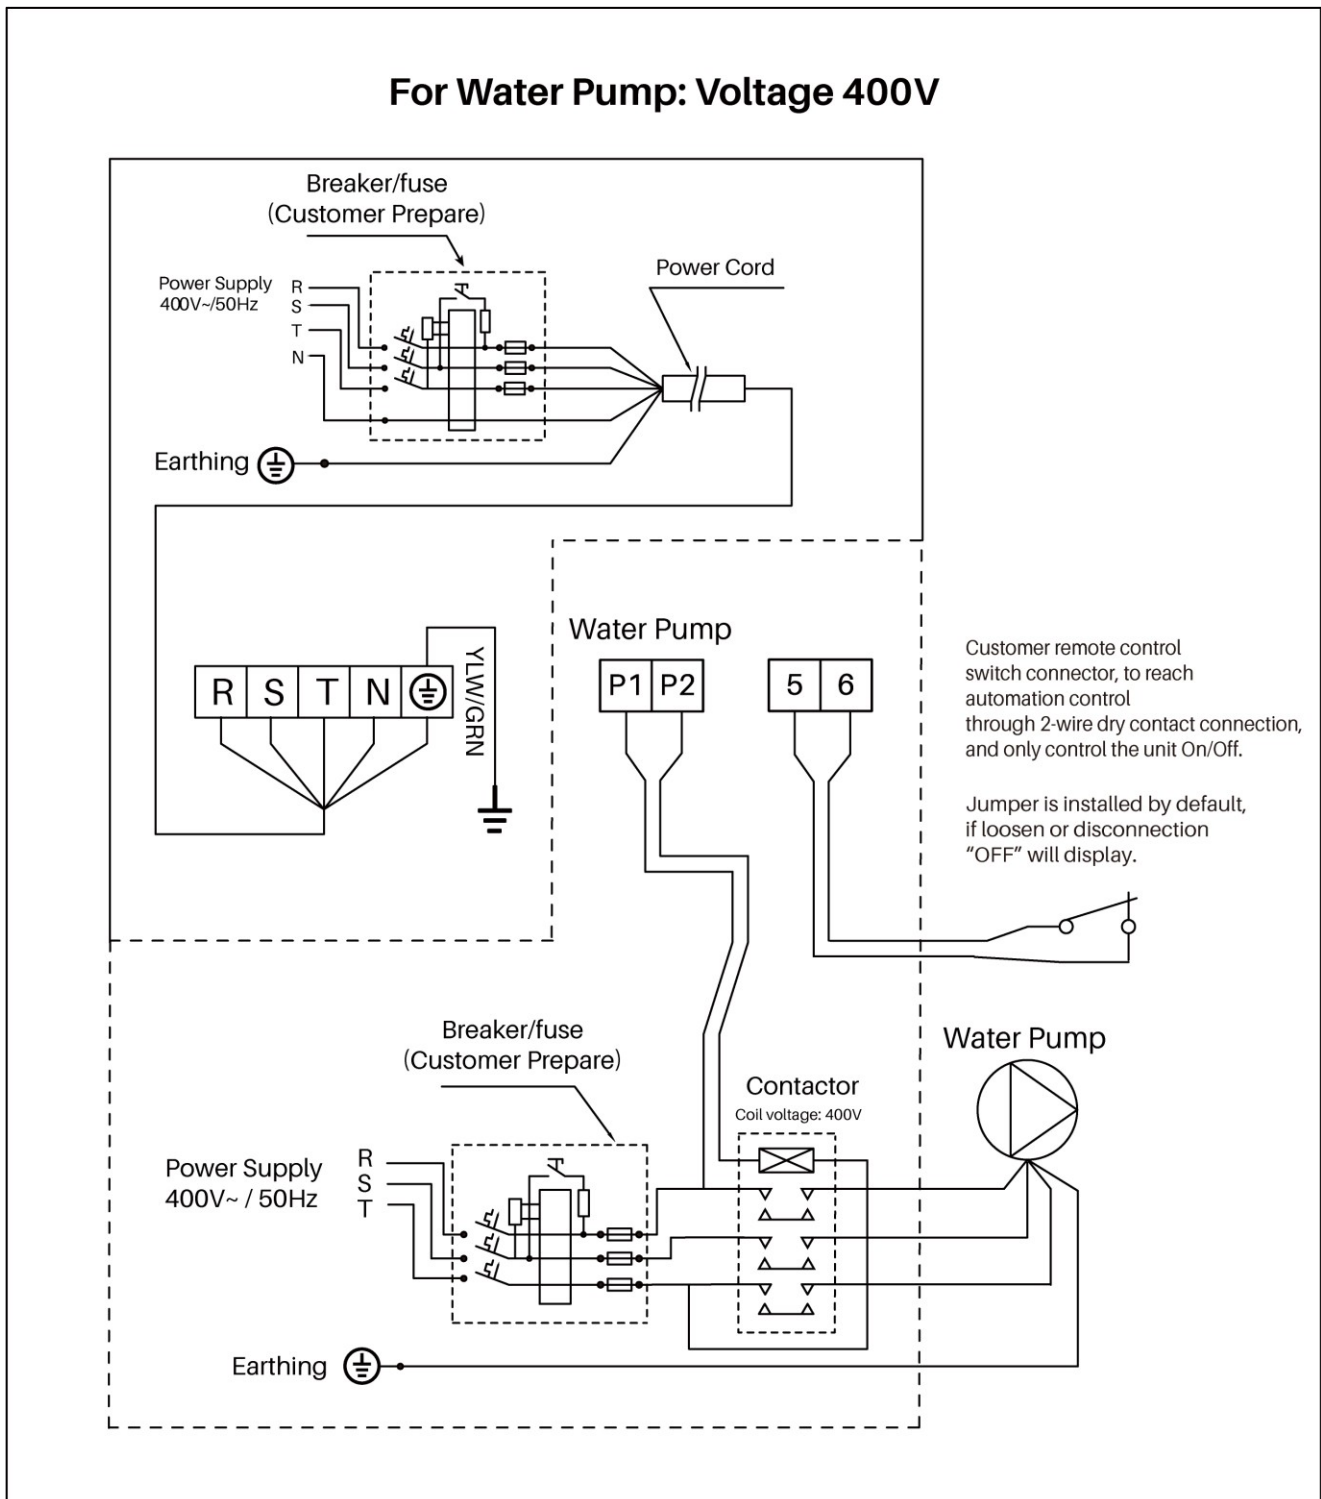 For Water Pump: Voltage 400V
Breaker/fuse
(Customer Prepare)
Power Cord
Power Supply
400V~/50Hz
R
S
T
N
Earthing
R S T N
YLW/GRN
Water Pump
P1 P2
5 6
Customer remote control
switch connector, to reach
automation control
through 2-wire dry contact connection,
and only control the unit On/Off.
Jumper is installed by default,
if loosen or disconnection
“OFF” will display.
Breaker/fuse
(Customer Prepare)
Water Pump
Contactor
Coil voltage: 400V
Power Supply
400V~ / 50Hz
R
S
T
Earthing